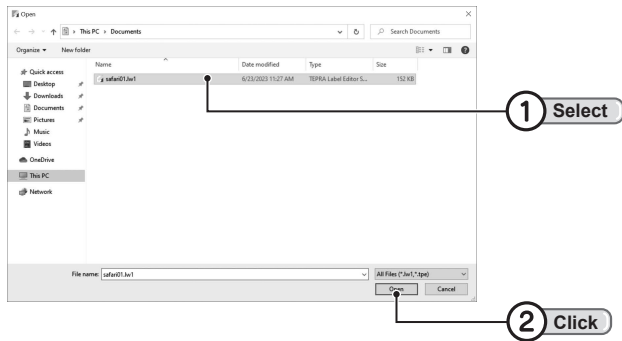 Open
This PC > Documents
Search Documents
Organize
New folder
Name
Date modified
Type
Size
Quick access
safari01.lw1
6/23/2023 11:27 AM
TEPRA Label Editor S...
152 KB
1 Select
Desktop
Downloads
Documents
Pictures
Music
Videos
OneDrive
This PC
Network
File name: safari01.lw1
All Files (*.lw1,*.tpe)
Open
Cancel
2 Click